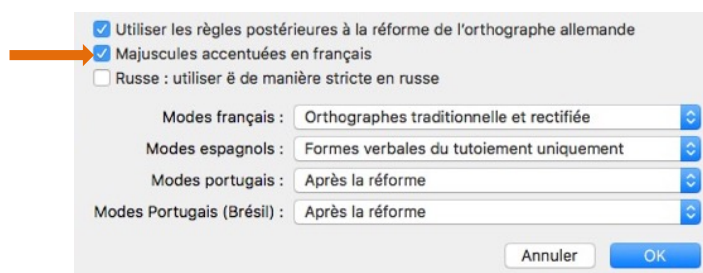 Utiliser les règles postérieures à la réforme de l'orthographe allemande
Majuscules accentuées en français
Russe : utiliser ë de manière stricte en russe
Modes français : Orthographes traditionnelle et rectifiée
Modes espagnols : Formes verbales du tutoiement uniquement
Modes portugais : Après la réforme
Modes Portugais (Brésil) : Après la réforme
Annuler OK